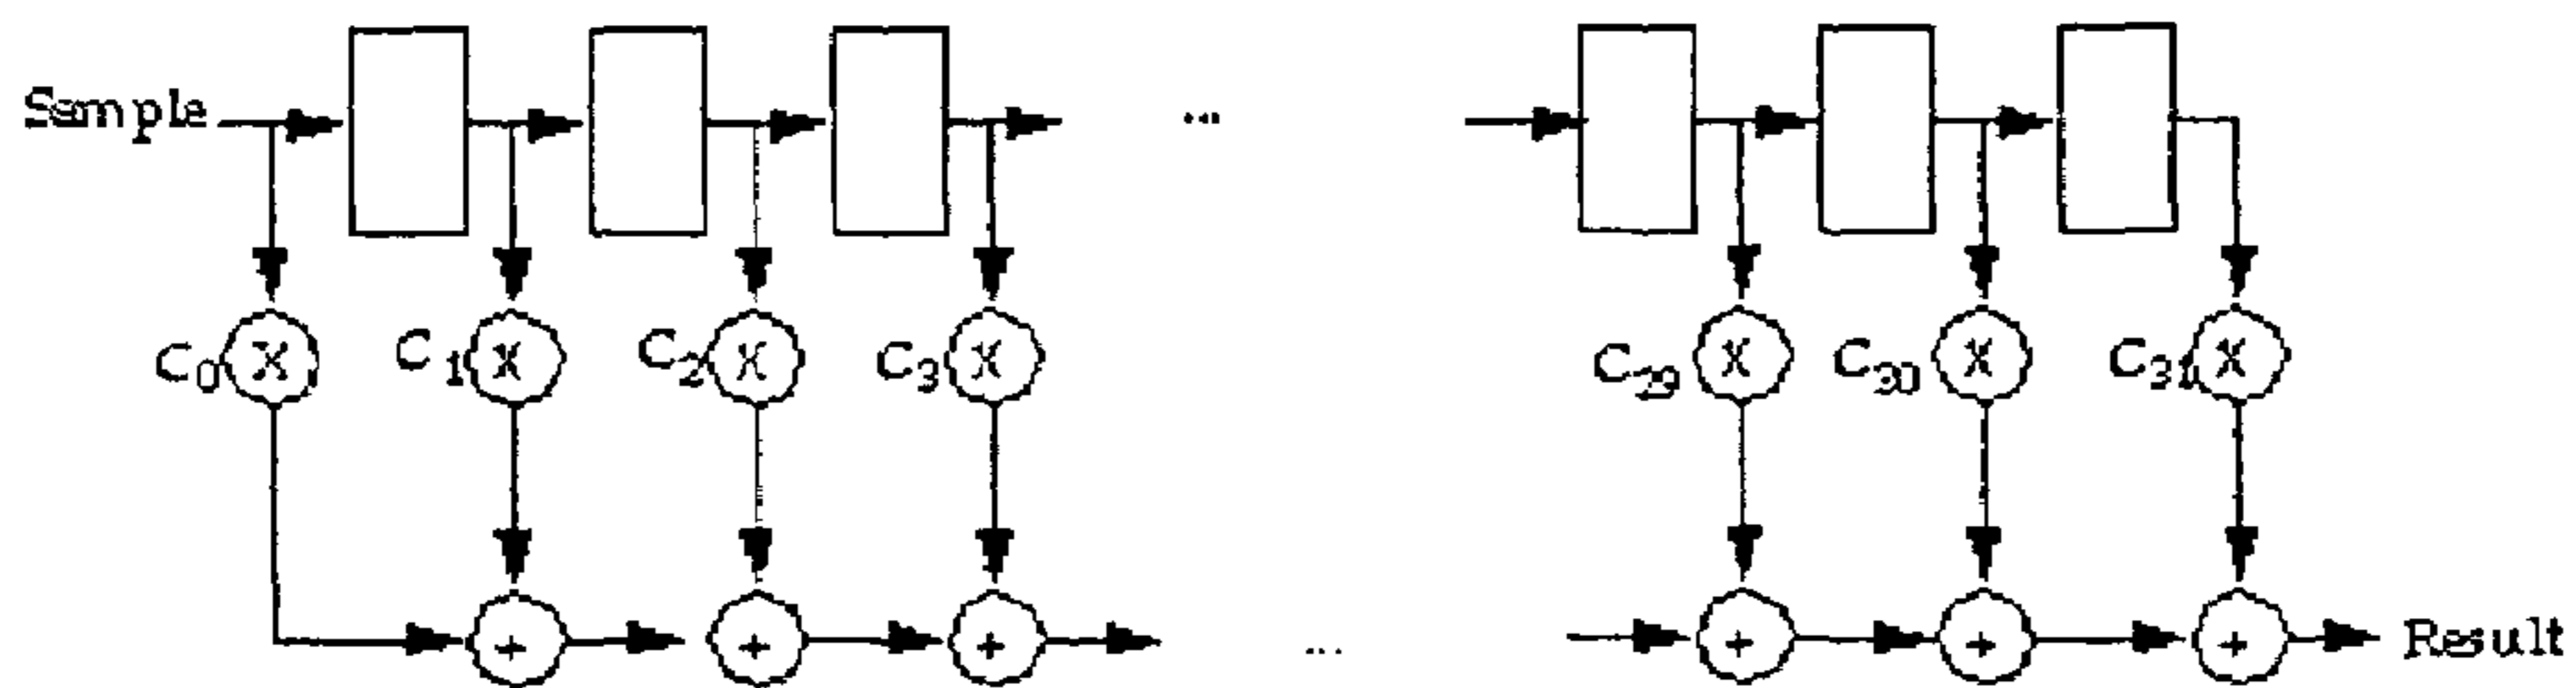 Sample
...
C0 X C1 X C2 X C3 X C29 X C30 X C31 X
+ + + ... + + + Result